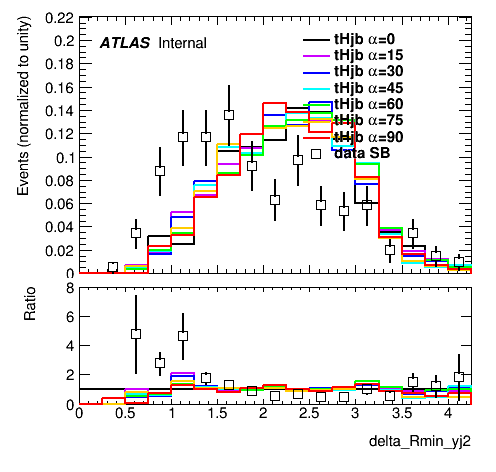 0.22
0.2
0.18
0.16
0.14
0.12
0.1
0.08
0.06
0.04
0.02
0
Events (normalized to unity)
ATLAS Internal
tHjb α=0
tHjb α=15
tHjb α=30
tHjb α=45
tHjb α=60
tHjb α=75
tHjb α=90
data SB
8
6
4
2
0
Ratio
0 0.5 1 1.5 2 2.5 3 3.5 4
delta_Rmin_yj2